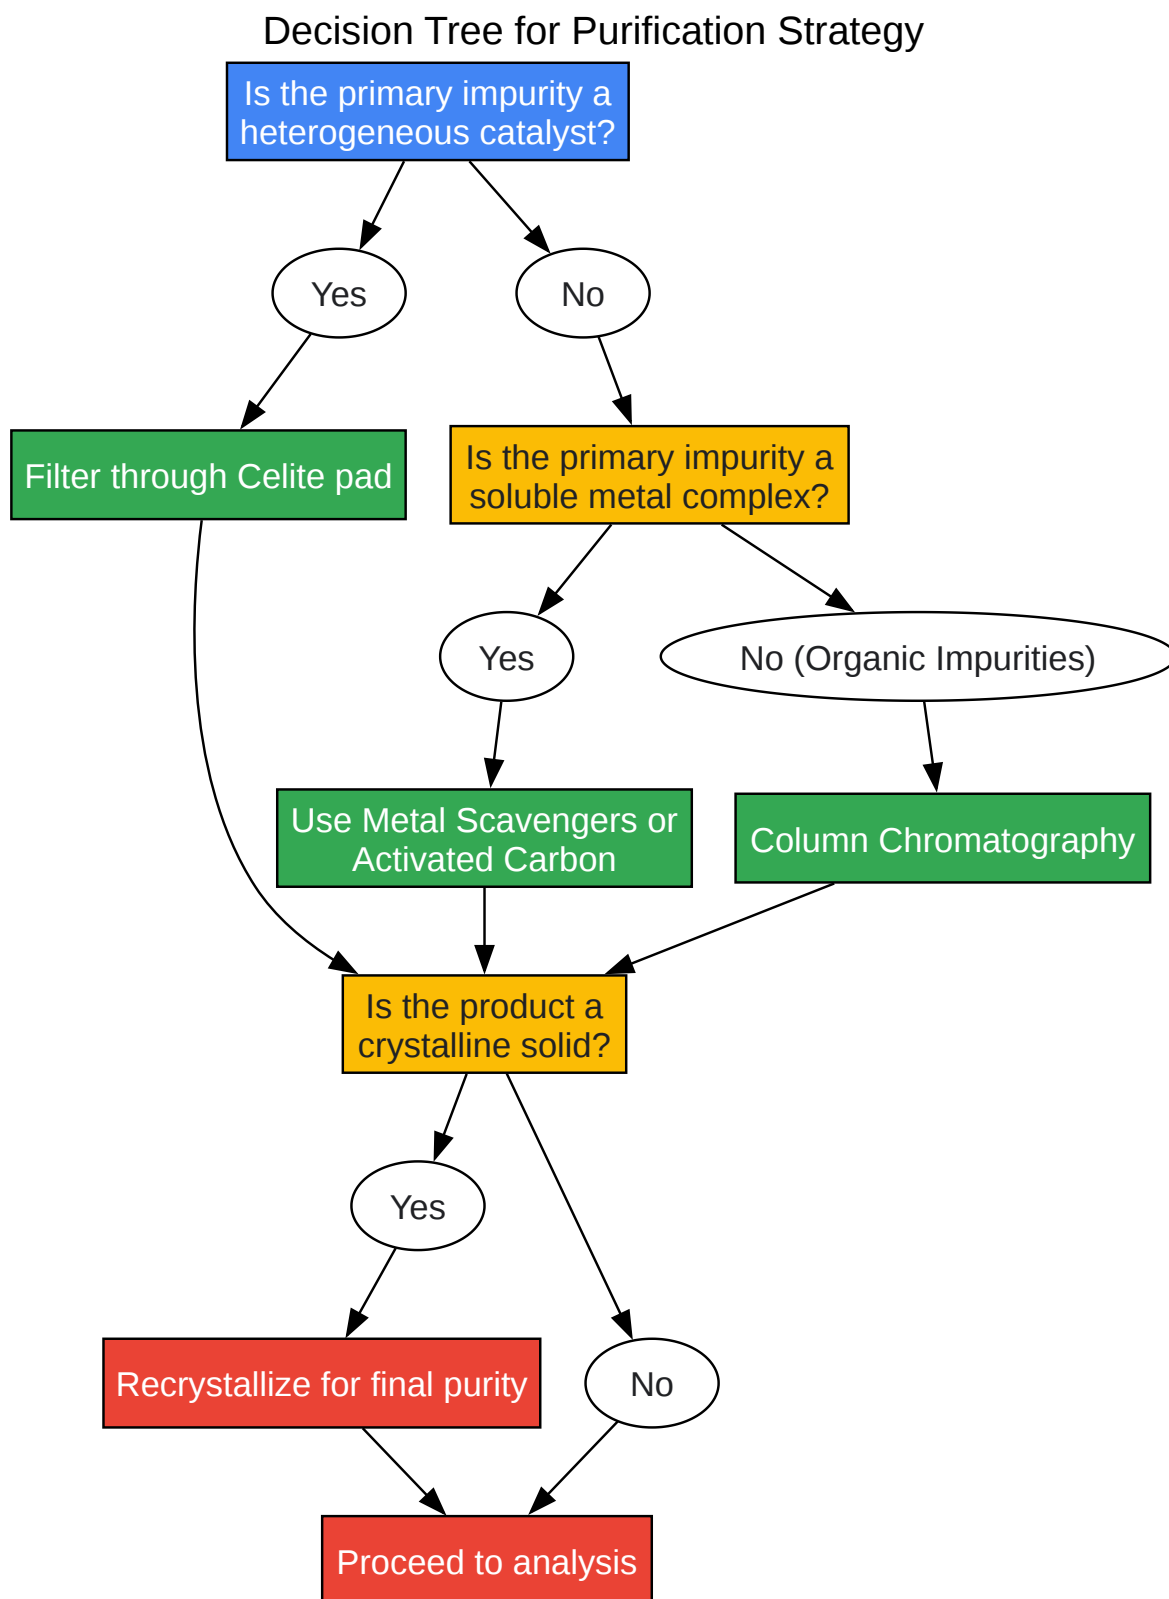 Decision Tree for Purification Strategy
Is the primary impurity a
heterogeneous catalyst?
Yes
No
Filter through Celite pad
Is the primary impurity a
soluble metal complex?
Yes
No (Organic Impurities)
Use Metal Scavengers or
Activated Carbon
Column Chromatography
Is the product a
crystalline solid?
Yes
Recrystallize for final purity
No
Proceed to analysis